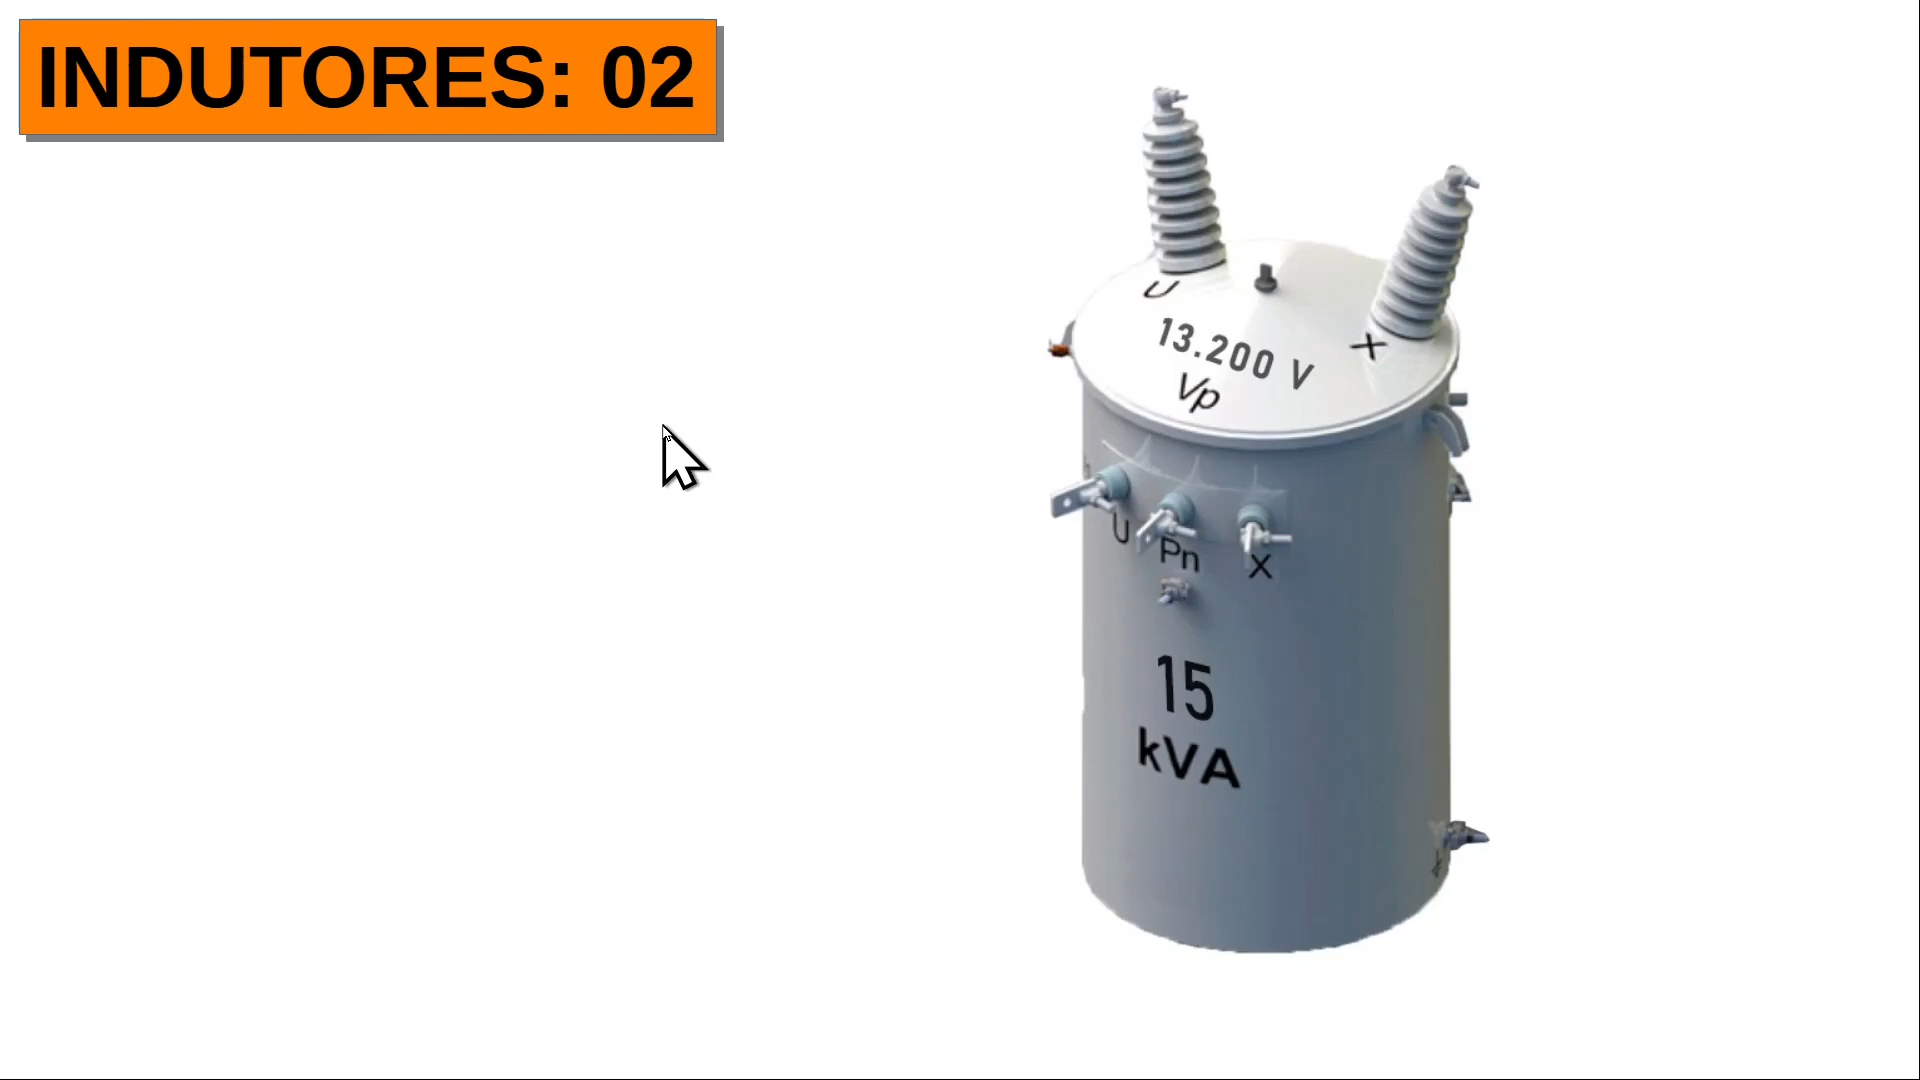 INDUTORES: 02
U
13.200 V
X
Vp
U
Pn
X
15
kVA